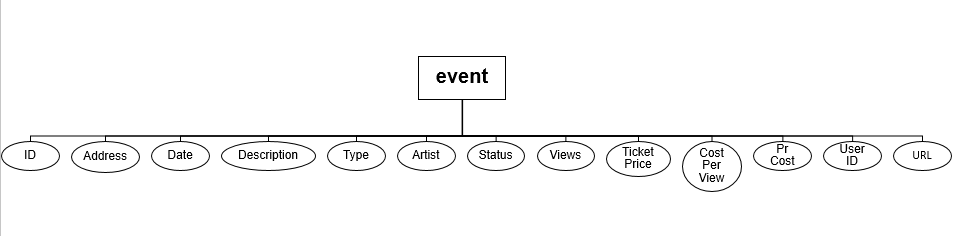 event
ID
Address
Date
Description
Type
Artist
Status
Views
Ticket
Price
Cost
Per
View
Pr
Cost
User
ID
URL